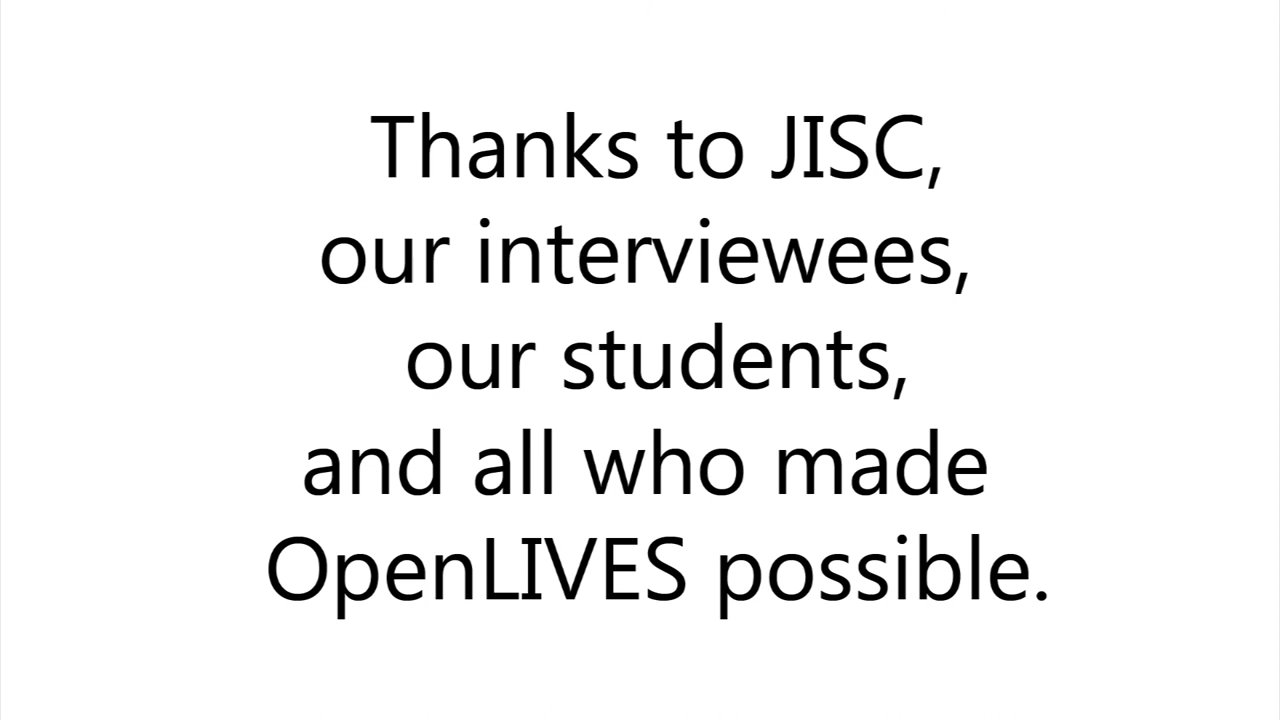 Thanks to JISC,
our interviewees,
our students,
and all who made
OpenLIVES possible.